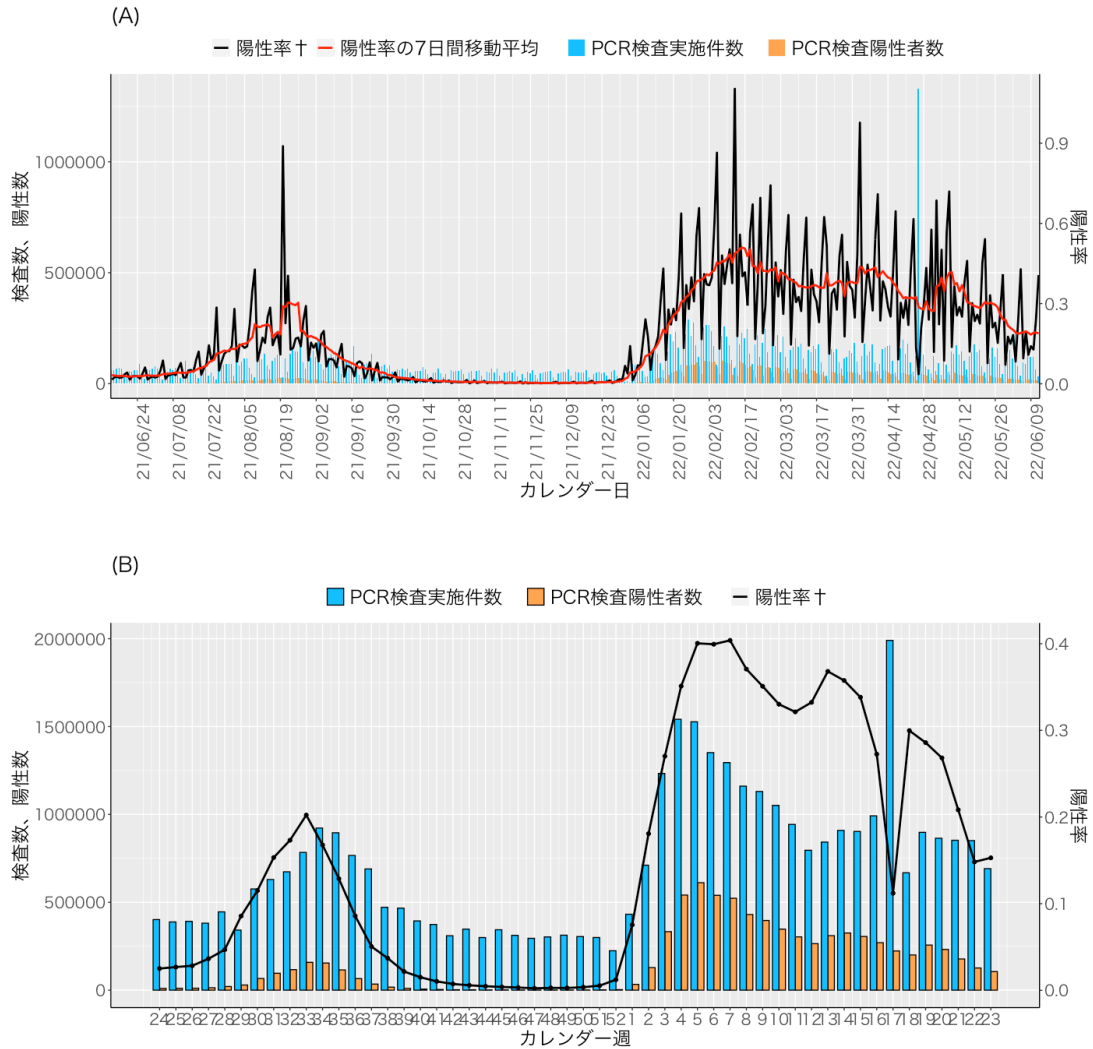 (A)
陽性率† 陽性率の7日間移動平均 PCR検査実施件数 PCR検査陽性者数
検査数、陽性数
1000000
500000
0
0.9
0.6
0.3
0.0
陽性率
21/06/24 21/07/08 21/07/22 21/08/05 21/08/19 21/09/02 21/09/16 21/09/30 21/10/14 21/10/28 21/11/11 21/11/25 21/12/09 21/12/23 22/01/06 22/01/20 22/02/03 22/02/17 22/03/03 22/03/17 22/03/31 22/04/14 22/04/28 22/05/12 22/05/26 22/06/09
カレンダー日
(B)
PCR検査実施件数 PCR検査陽性者数 陽性率†
検査数、陽性数
2000000
1500000
1000000
500000
0
0.4
0.3
0.2
0.1
0.0
陽性率
24 25 26 27 28 29 30 31 32 33 34 35 36 37 38 39 40 41 42 43 44 45 46 47 48 49 50 51 52 1 2 3 4 5 6 7 8 9 10 11 12 13 14 15 16 17 18 19 20 21 22 23
カレンダー週